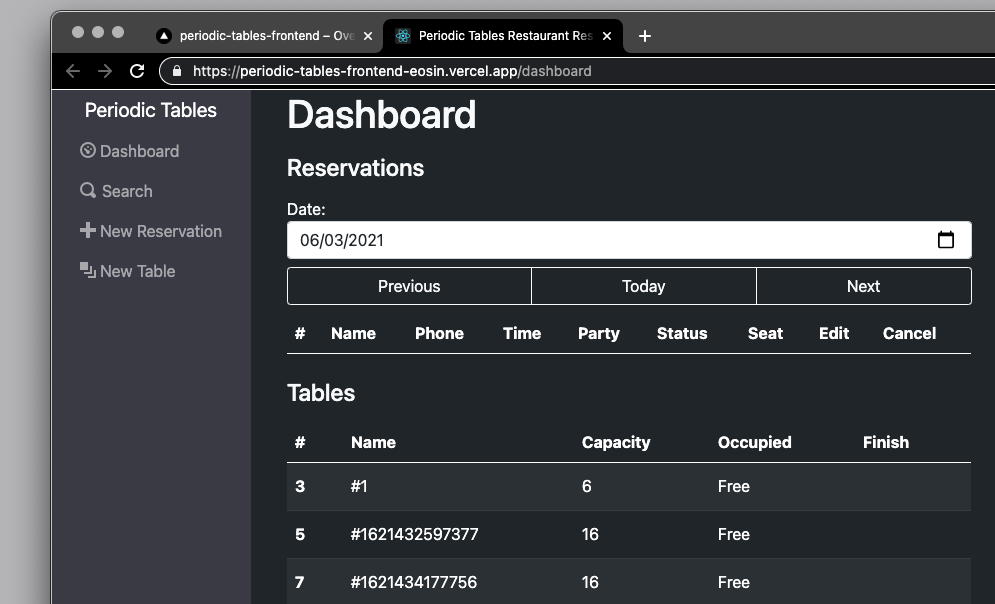 periodic-tables-frontend – Ove
Periodic Tables Restaurant Res
https://periodic-tables-frontend-eosin.vercel.app/dashboard
Periodic Tables
Dashboard
Search
New Reservation
New Table
Dashboard
Reservations
Date:
06/03/2021
Previous Today Next
# Name Phone Time Party Status Seat Edit Cancel
Tables
# Name Capacity Occupied Finish
3 #1 6 Free
5 #1621432597377 16 Free
7 #1621434177756 16 Free